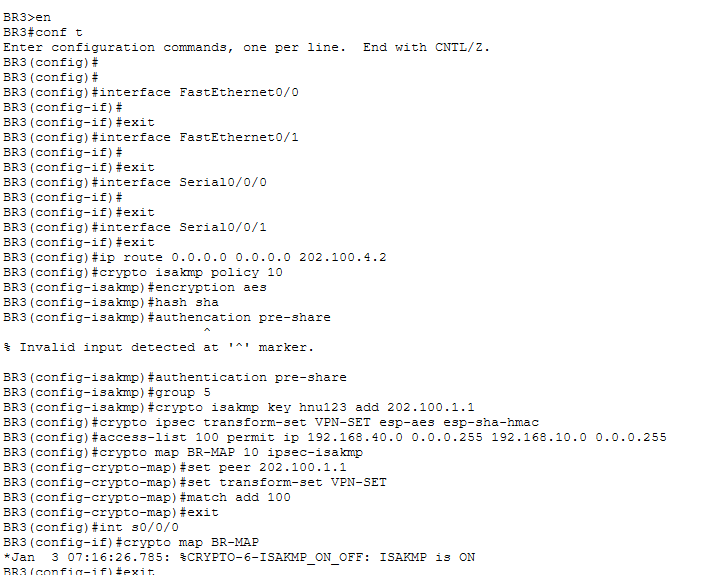 BR3>en
BR3#conf t
Enter configuration commands, one per line.  End with CNTL/Z.
BR3(config)#
BR3(config)#
BR3(config)#interface FastEthernet0/0
BR3(config-if)#
BR3(config-if)#exit
BR3(config)#interface FastEthernet0/1
BR3(config-if)#
BR3(config-if)#exit
BR3(config)#interface Serial0/0/0
BR3(config-if)#
BR3(config-if)#exit
BR3(config)#interface Serial0/0/1
BR3(config-if)#exit
BR3(config)#ip route 0.0.0.0 0.0.0.0 202.100.4.2
BR3(config)#crypto isakmp policy 10
BR3(config-isakmp)#encryption aes
BR3(config-isakmp)#hash sha
BR3(config-isakmp)#authencation pre-share
^
% Invalid input detected at '^' marker.
BR3(config-isakmp)#authentication pre-share
BR3(config-isakmp)#group 5
BR3(config-isakmp)#crypto isakmp key hnu123 add 202.100.1.1
BR3(config)#crypto ipsec transform-set VPN-SET esp-aes esp-sha-hmac
BR3(config)#access-list 100 permit ip 192.168.40.0 0.0.0.255 192.168.10.0 0.0.0.255
BR3(config)#crypto map BR-MAP 10 ipsec-isakmp
BR3(config-crypto-map)#set peer 202.100.1.1
BR3(config-crypto-map)#set transform-set VPN-SET
BR3(config-crypto-map)#match add 100
BR3(config-crypto-map)#exit
BR3(config)#int s0/0/0
BR3(config-if)#crypto map BR-MAP
*Jan  3 07:16:26.785: %CRYPTO-6-ISAKMP_ON_OFF: ISAKMP is ON
BR3(config-if)#exit